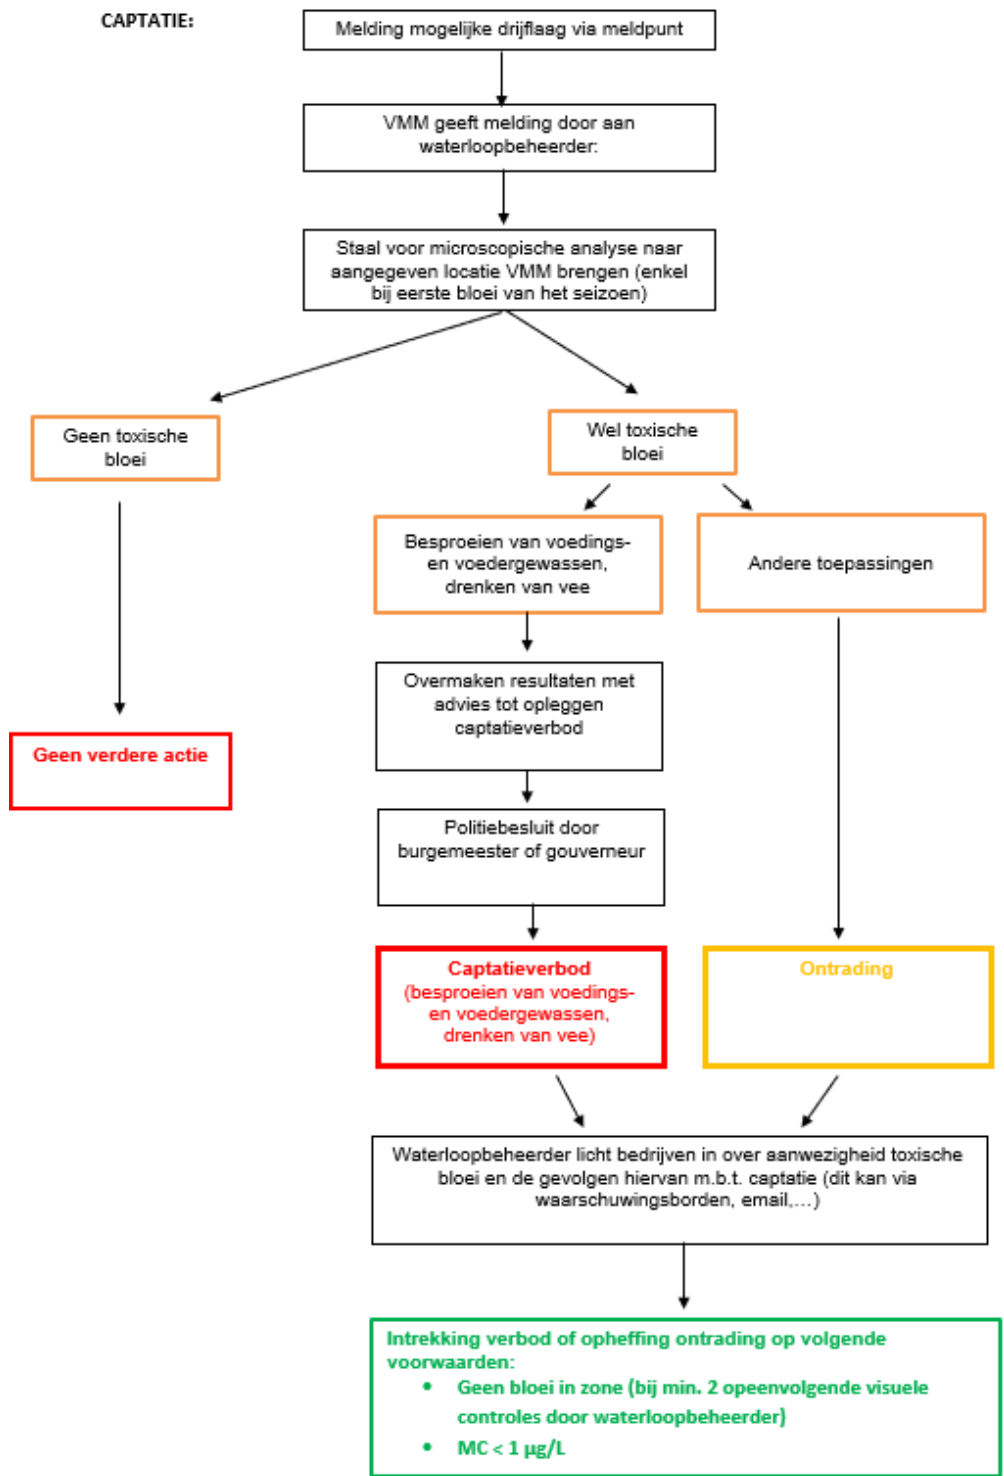 CAPTATIE:
Melding mogelijke drijflaag via meldpunt
VMM geeft melding door aan
waterloopbeheerder:
Staal voor microscopische analyse naar
aangegeven locatie VMM brengen (enkel
bij eerste bloei van het seizoen)
Geen toxische
bloei
Wel toxische
bloei
Besproeien van voedings-
en voedergewassen,
drenken van vee
Andere toepassingen
Overmaken resultaten met
advies tot opleggen
captatieverbod
Geen verdere actie
Politiebesluit door
burgemeester of gouverneur
Captatieverbod
(besproeien van voedings-
en voedergewassen,
drenken van vee)
Ontrading
Waterloopbeheerder licht bedrijven in over aanwezigheid toxische
bloei en de gevolgen hiervan m.b.t. captatie (dit kan via
waarschuwingsborden, email,…)
Intrekking verbod of opheffing ontrading op volgende
voorwaarden:
• Geen bloei in zone (bij min. 2 opeenvolgende visuele
controles door waterloopbeheerder)
• MC < 1 µg/L